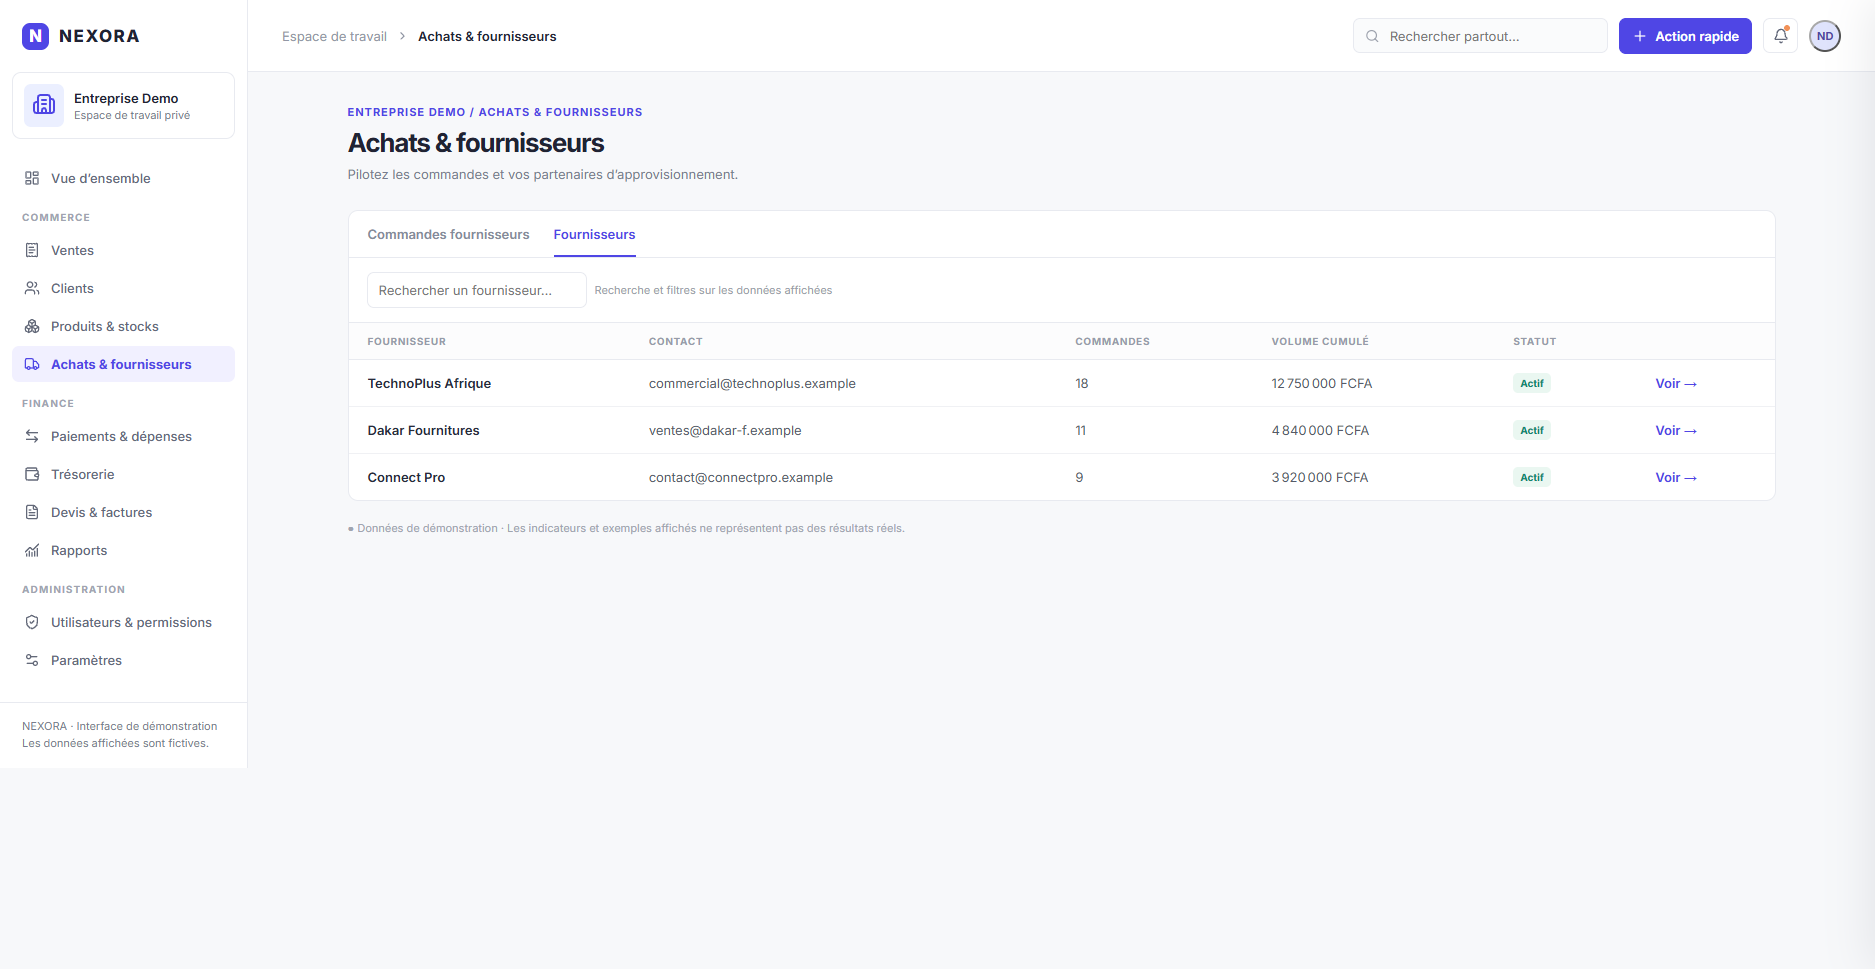 N NEXORA
Entreprise Demo
Espace de travail privé
Vue d’ensemble
COMMERCE
Ventes
Clients
Produits & stocks
Achats & fournisseurs
FINANCE
Paiements & dépenses
Trésorerie
Devis & factures
Rapports
ADMINISTRATION
Utilisateurs & permissions
Paramètres
NEXORA · Interface de démonstration
Les données affichées sont fictives.
Espace de travail > Achats & fournisseurs
Rechercher partout...
+ Action rapide
ND
ENTREPRISE DEMO / ACHATS & FOURNISSEURS
Achats & fournisseurs
Pilotez les commandes et vos partenaires d’approvisionnement.
Commandes fournisseurs Fournisseurs
Rechercher un fournisseur... Recherche et filtres sur les données affichées
FOURNISSEUR CONTACT COMMANDES VOLUME CUMULÉ STATUT
TechnoPlus Afrique commercial@technoplus.example 18 12 750 000 FCFA Actif Voir →
Dakar Fournitures ventes@dakar-f.example 11 4 840 000 FCFA Actif Voir →
Connect Pro contact@connectpro.example 9 3 920 000 FCFA Actif Voir →
● Données de démonstration · Les indicateurs et exemples affichés ne représentent pas des résultats réels.